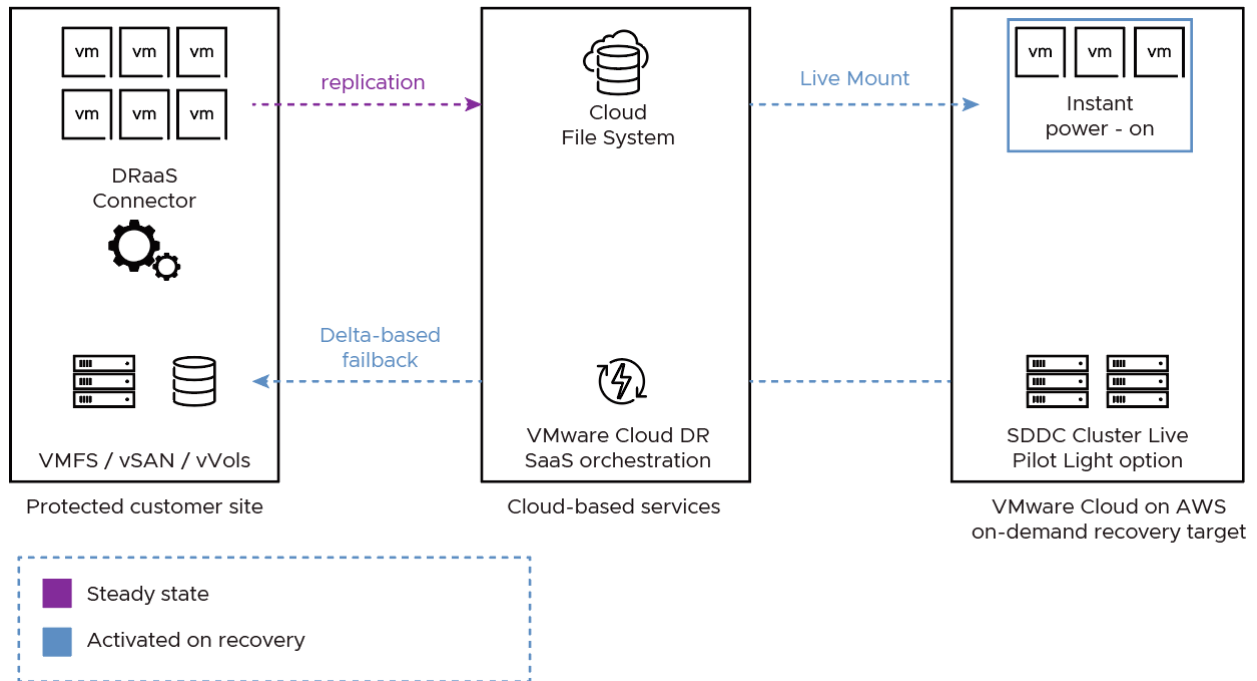 vm vm vm
vm vm vm
DRaaS
Connector
VMFS / vSAN / vVols
Protected customer site
replication
Delta-based
failback
Cloud
File System
VMware Cloud DR
SaaS orchestration
Cloud-based services
Live Mount
vm vm vm
Instant
power - on
SDDC Cluster Live
Pilot Light option
VMware Cloud on AWS
on-demand recovery target
Steady state
Activated on recovery